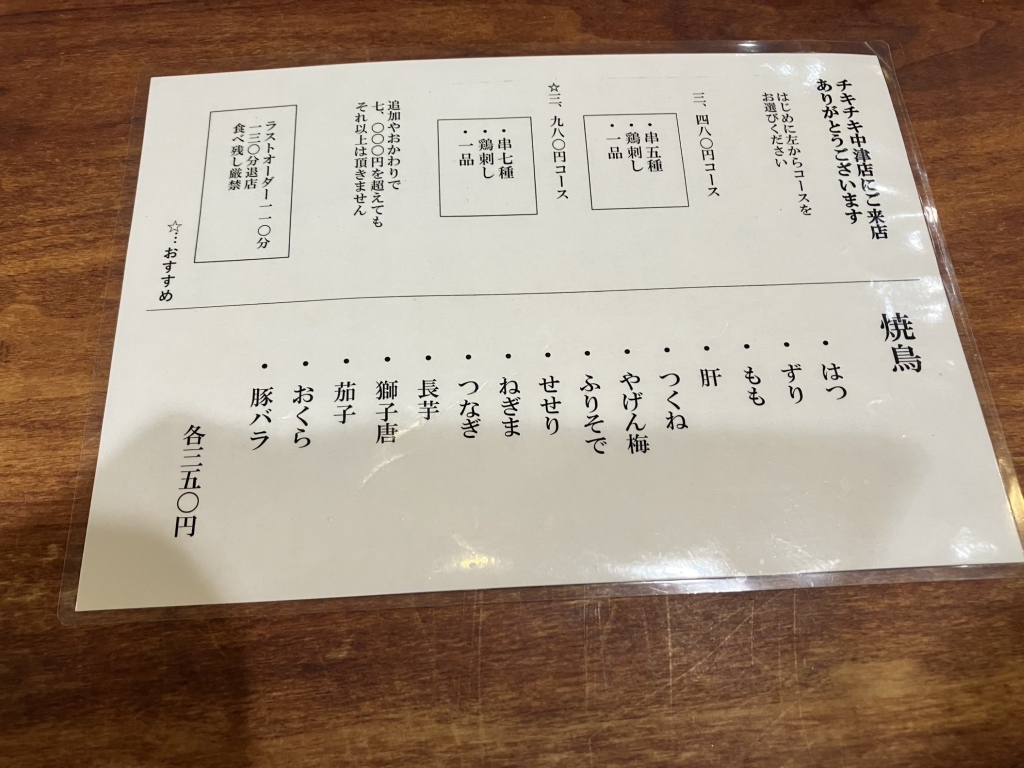 チキチキ中津店にご来店
ありがとうございます
はじめに左からコースを
お選びください
三、四八〇円コース
・串五種
・鶏刺し
・一品
☆三、九八〇円コース
・串七種
・鶏刺し
・一品
追加やおかわりで
七、〇〇〇円を超えても
それ以上は頂きません
ラストオーダー一一〇分
一三〇分退店
食べ残し厳禁
☆…おすすめ
焼鳥
・はつ
・ずり
・もも
・肝
・つくね
・やげん梅
・ふりそで
・せせり
・ねぎま
・つなぎ
・長芋
・獅子唐
・茄子
・おくら
・豚バラ
各三五〇円